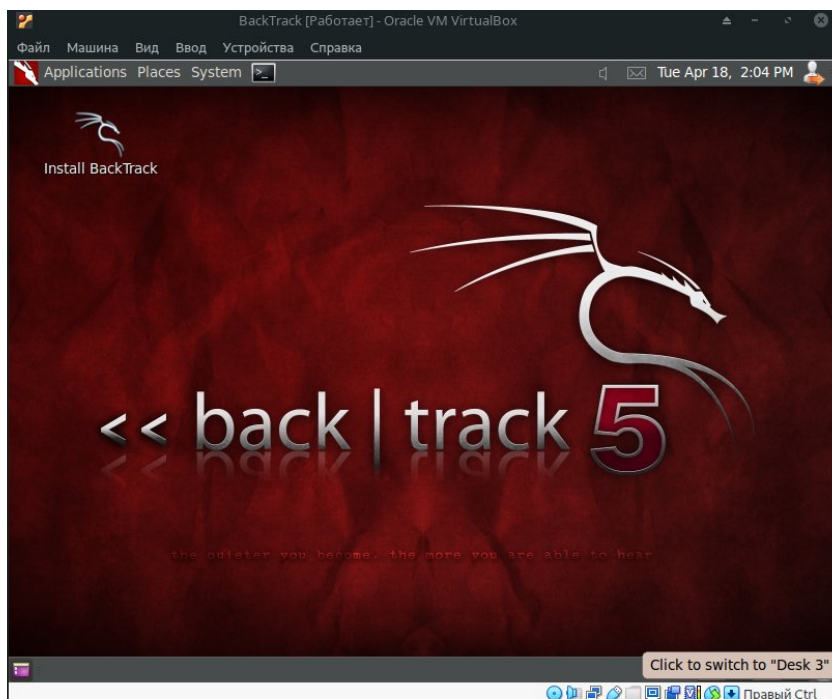 BackTrack [Работает] - Oracle VM VirtualBox
Файл Машина Вид Ввод Устройства Справка
Applications Places System Tue Apr 18, 2:04 PM
Install BackTrack
<< back | track 5
the quieter you become, the more you are able to hear
Click to switch to "Desk 3"
Правый Ctrl